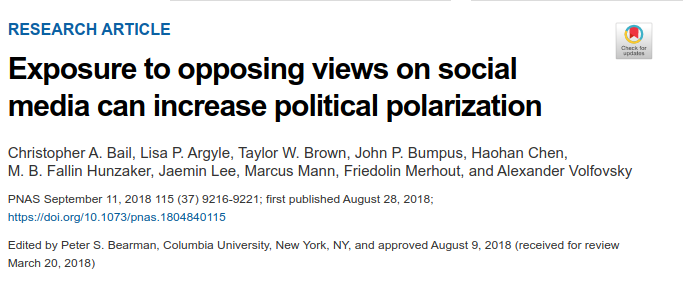 RESEARCH ARTICLE
Check for
updates
Exposure to opposing views on social
media can increase political polarization
Christopher A. Bail, Lisa P. Argyle, Taylor W. Brown, John P. Bumpus, Haohan Chen,
M. B. Fallin Hunzaker, Jaemin Lee, Marcus Mann, Friedolin Merhout, and Alexander Volfovsky
PNAS September 11, 2018 115 (37) 9216-9221; first published August 28, 2018;
https://doi.org/10.1073/pnas.1804840115
Edited by Peter S. Bearman, Columbia University, New York, NY, and approved August 9, 2018 (received for review
March 20, 2018)